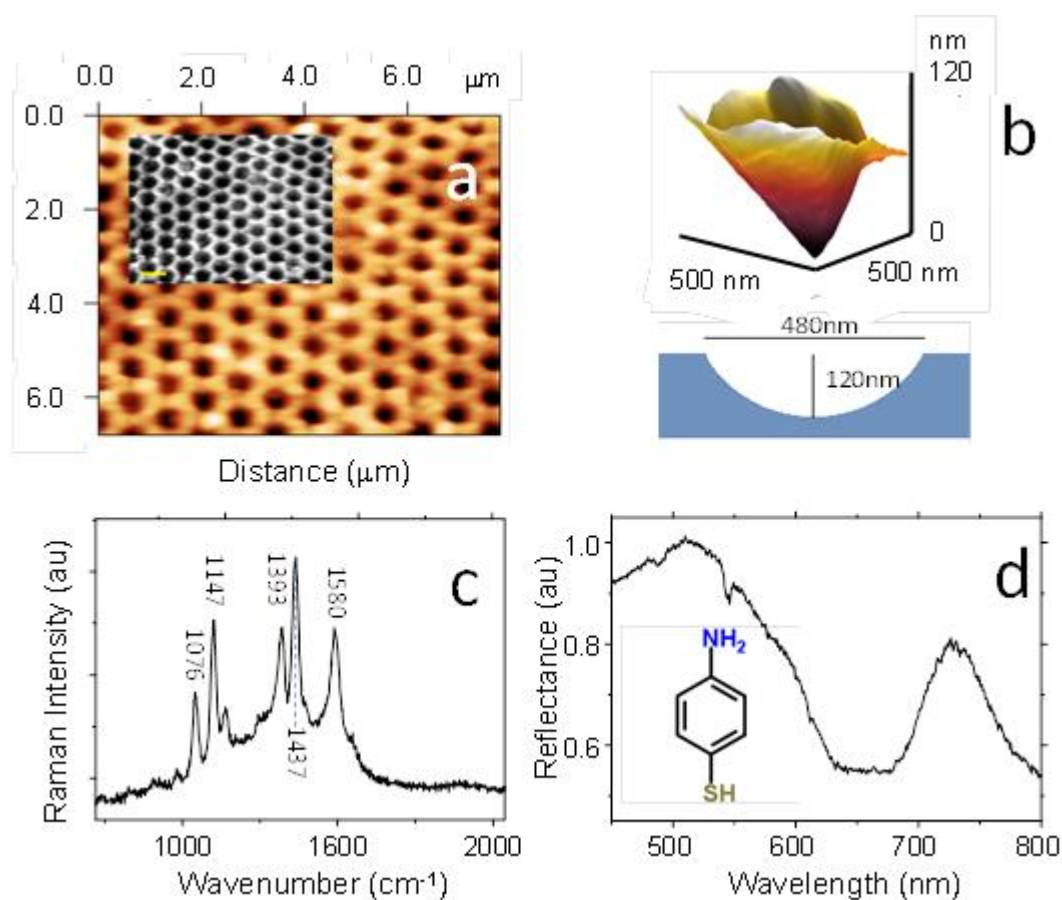 0.0 2.0 4.0 6.0 μm
0.0
2.0
4.0
6.0
a
Distance (μm)
nm
120
b
0
500 nm 500 nm
480nm
120nm
Raman Intensity (au)
1076
1147
1393
1437
1580
c
1000 1600 2000
Wavenumber (cm-1)
Reflectance (au)
1.0
0.8
0.6
d
NH2
SH
500 600 700 800
Wavelength (nm)